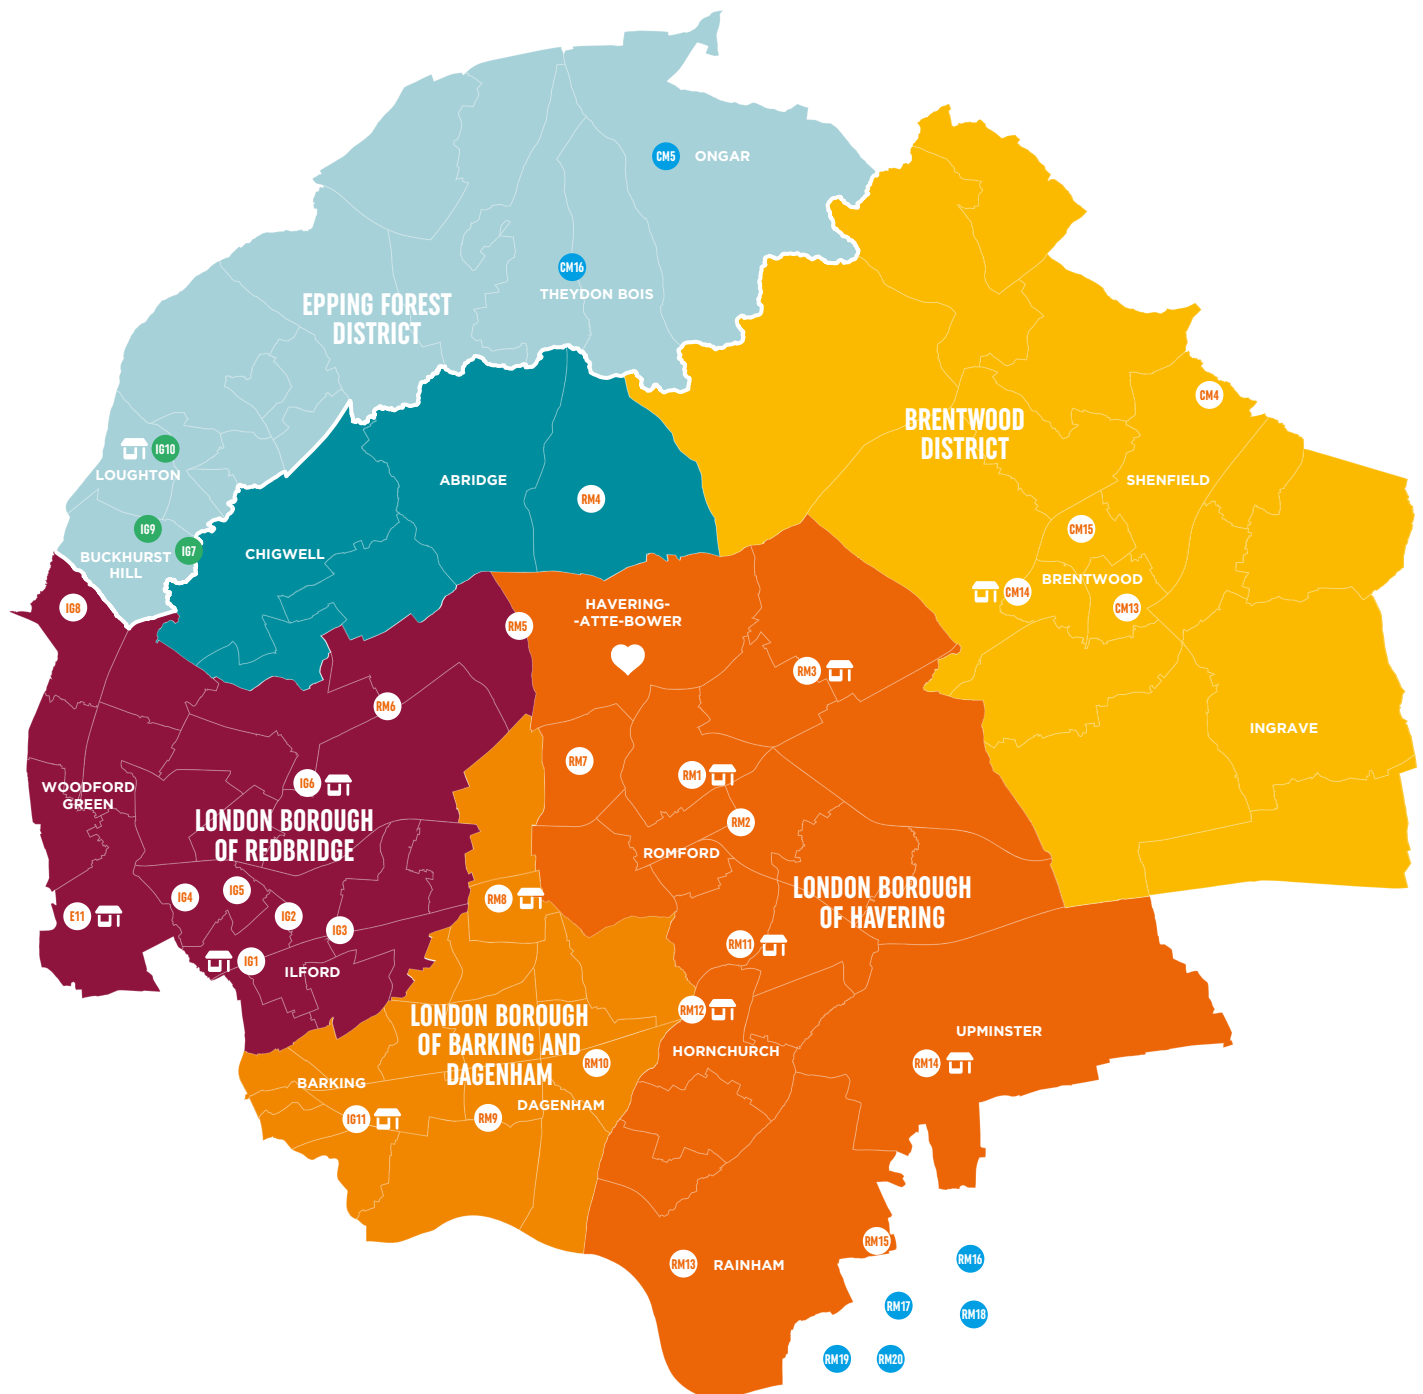 CM5
ONGAR
CM16
THEYDON BOIS
EPPING FOREST
DISTRICT
CM4
BRENTWOOD
DISTRICT
IG10
LOUGHTON
ABRIDGE
SHENFIELD
RM4
IG9
CM15
IG7
BUCKHURST
HILL
CHIGWELL
BRENTWOOD
CM14
CM13
IG8
HAVERING-
-ATTE-BOWER
RM5
RM3
RM6
INGRAVE
RM7
RM1
IG6
WOODFORD
GREEN
LONDON BOROUGH
OF REDBRIDGE
RM2
ROMFORD
LONDON BOROUGH
OF HAVERING
IG4
IG5
RM8
E11
IG2
IG3
RM11
IG1
ILFORD
RM12
LONDON BOROUGH
OF BARKING AND
DAGENHAM
UPMINSTER
HORNCHURCH
RM10
RM14
BARKING
DAGENHAM
IG11
RM9
RM15
RM13
RAINHAM
RM16
RM17
RM18
RM19
RM20